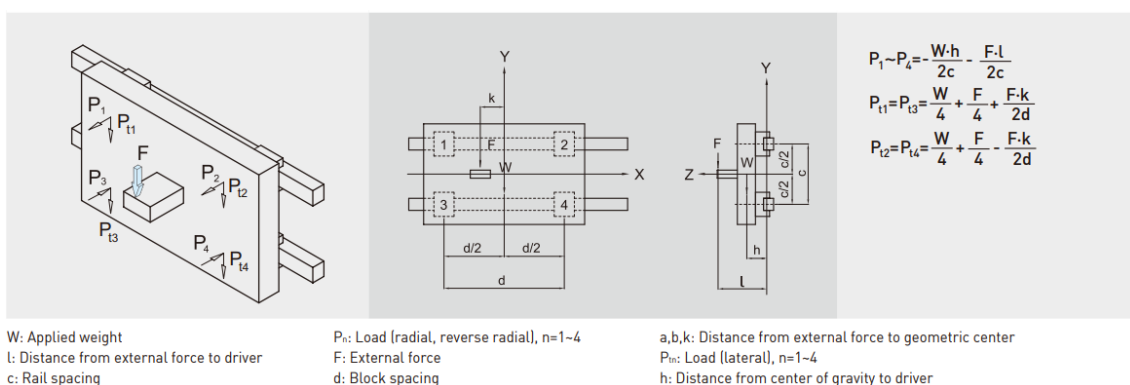 P₁
Pt1
F
P₃
P₂
Pt2
Pt3
P₄
Pt4
Y
k
1
F
2
W
X
3
4
d/2
d/2
d
Y
F
W
Z
c/2
c/2
c
h
l
P₁~P₄=-W·h/2c - F·l/2c
Pt1=Pt3=W/4 + F/4 + F·k/2d
Pt2=Pt4=W/4 + F/4 - F·k/2d
W: Applied weight
l: Distance from external force to driver
c: Rail spacing
Pn: Load (radial, reverse radial), n=1~4
F: External force
d: Block spacing
a,b,k: Distance from external force to geometric center
Ptn: Load (lateral), n=1~4
h: Distance from center of gravity to driver